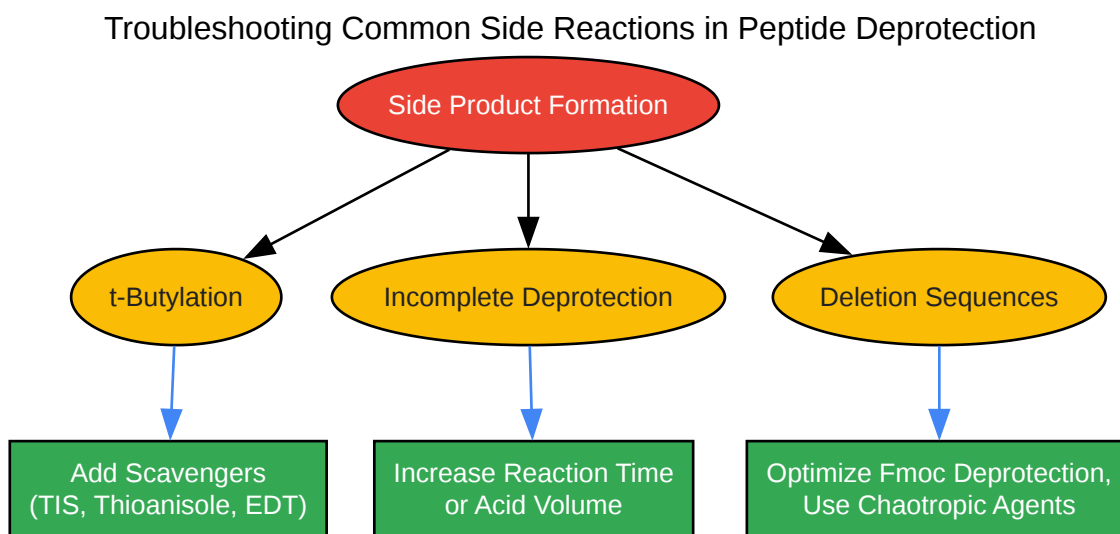 Troubleshooting Common Side Reactions in Peptide Deprotection
Side Product Formation
t-Butylation
Incomplete Deprotection
Deletion Sequences
Add Scavengers
(TIS, Thioanisole, EDT)
Increase Reaction Time
or Acid Volume
Optimize Fmoc Deprotection,
Use Chaotropic Agents